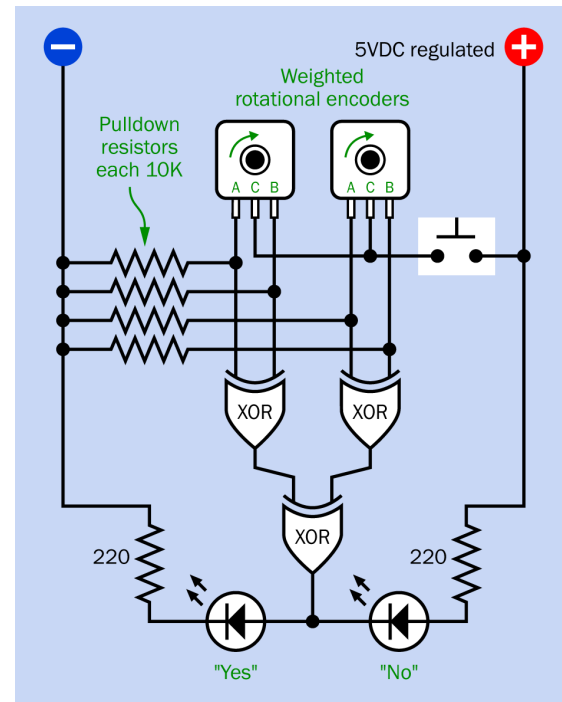 5VDC regulated
Weighted
rotational encoders
Pulldown
resistors
each 10K
A C B
A C B
XOR
XOR
XOR
220
220
"Yes"
"No"